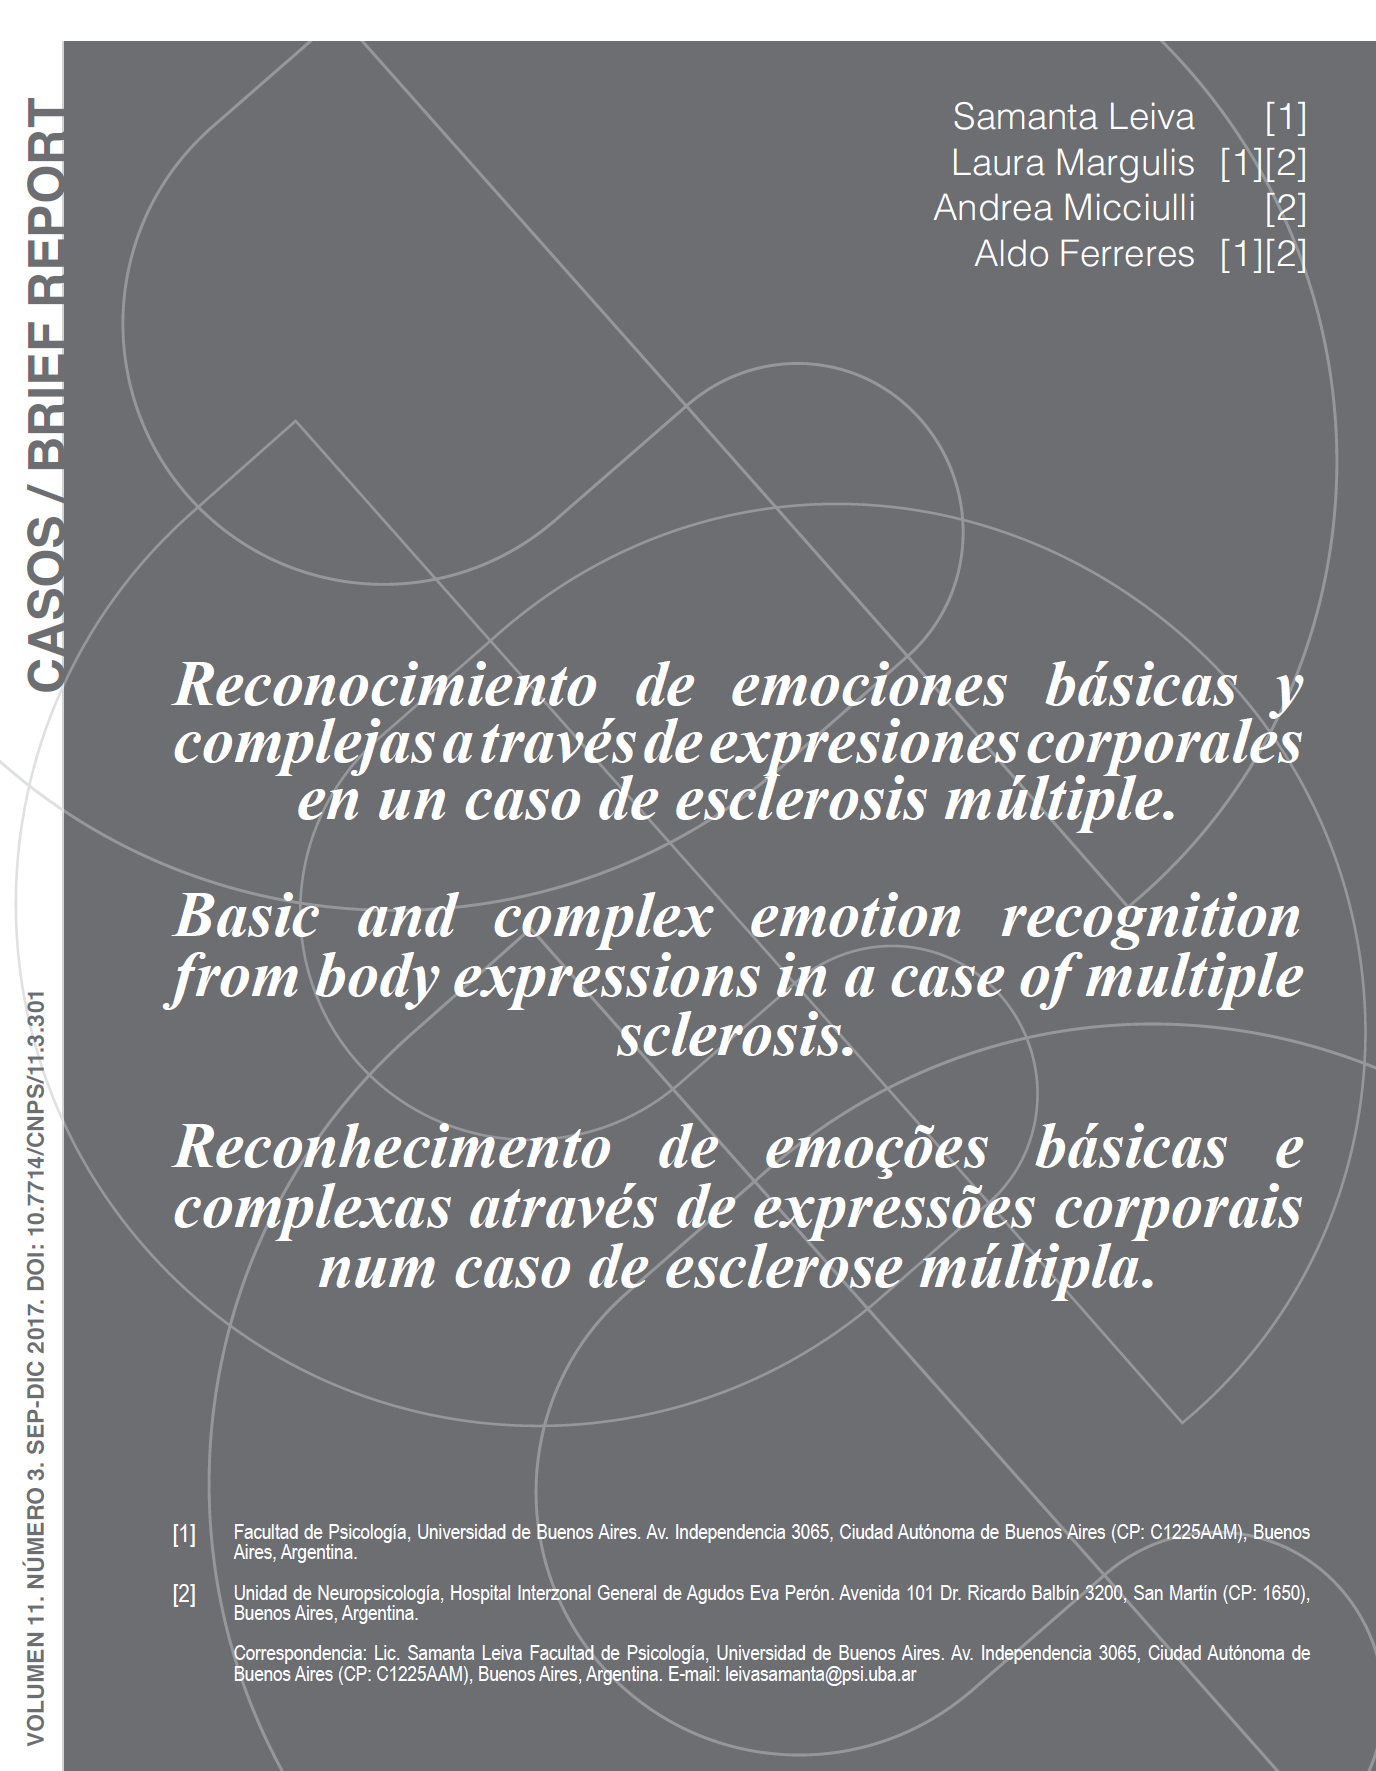 CASOS / BRIEF REPORT
Samanta Leiva [1]
Laura Margulis [1][2]
Andrea Micciulli [2]
Aldo Ferreres [1][2]
Reconocimiento de emociones básicas y
complejas a través de expresiones corporales
en un caso de esclerosis múltiple.
Basic and complex emotion recognition
from body expressions in a case of multiple
sclerosis.
Reconhecimento de emoções básicas e
complexas através de expressões corporais
num caso de esclerose múltipla.
VOLUMEN 11. NÚMERO 3. SEP-DIC 2017. DOI: 10.7714/CNPS/11.3.301
[1] Facultad de Psicología, Universidad de Buenos Aires. Av. Independencia 3065, Ciudad Autónoma de Buenos Aires (CP: C1225AAM), Buenos
Aires, Argentina.
[2] Unidad de Neuropsicología, Hospital Interzonal General de Agudos Eva Perón. Avenida 101 Dr. Ricardo Balbín 3200, San Martín (CP: 1650),
Buenos Aires, Argentina.
Correspondencia: Lic. Samanta Leiva Facultad de Psicología, Universidad de Buenos Aires. Av. Independencia 3065, Ciudad Autónoma de
Buenos Aires (CP: C1225AAM), Buenos Aires, Argentina. E-mail: leivasamanta@psi.uba.ar